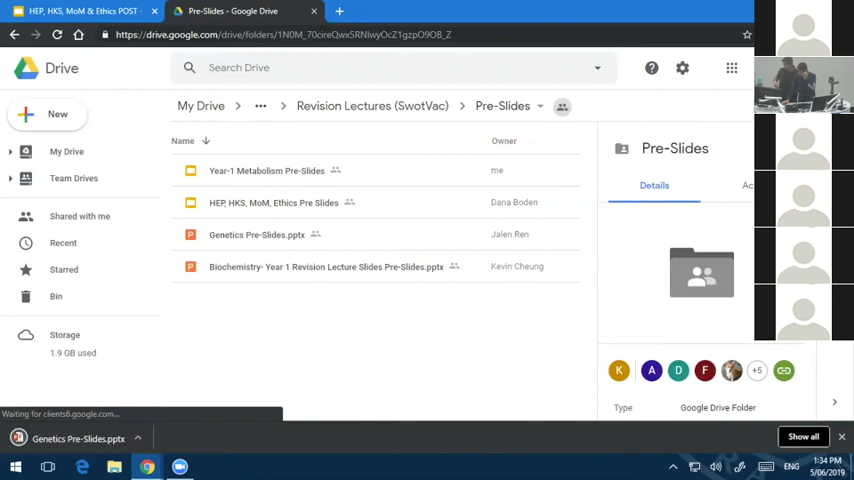 HEP, HKS, MoM & Ethics POST -
Pre-Slides - Google Drive
https://drive.google.com/drive/folders/1N0M_70cireQwx5RNlwyOcZ1gzpO9OB_Z
Drive
Search Drive
New
My Drive
Revision Lectures (SwotVac)
Pre-Slides
Name
Owner
Pre-Slides
My Drive
Team Drives
Shared with me
Recent
Starred
Bin
Storage
1.9 GB used
Year-1 Metabolism Pre-Slides
me
HEP, HKS, MoM, Ethics Pre Slides
Dana Boden
Genetics Pre-Slides.pptx
Jalen Ren
Biochemistry- Year 1 Revision Lecture Slides Pre-Slides.pptx
Kevin Cheung
Details
Ac
K
A
D
F
+5
Type
Google Drive Folder
Waiting for clients6.google.com...
Genetics Pre-Slides.pptx
Show all
ENG
1:34 PM
5/06/2019